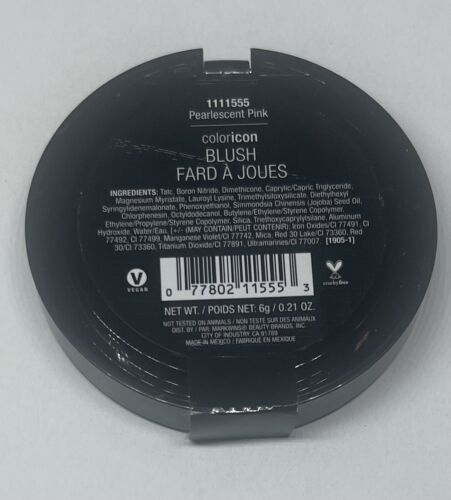 1111555
Pearlescent Pink
coloricon
BLUSH
FARD À JOUES
INGREDIENTS: Talc, Boron Nitride, Dimethicone, Caprylic/Capric Triglyceride,
Magnesium Myristate, Lauroyl Lysine, Trimethylsiloxysilicate, Diethylhexyl
Syringylidenemalonate, Phenoxyethanol, Simmondsia Chinensis (Jojoba) Seed Oil,
Chlorphenesin, Octyldodecanol, Butylene/Ethylene/Styrene Copolymer,
Ethylene/Propylene/Styrene Copolymer, Silica, Triethoxycaprylylsilane, Aluminum
Hydroxide, Water/Eau. [+/- (MAY CONTAIN/PEUT CONTENIR): Iron Oxides/CI 77491, CI
77492, CI 77499, Manganese Violet/CI 77742, Mica, Red 30 Lake/CI 73360, Red
30/CI 73360, Titanium Dioxide/CI 77891, Ultramarines/CI 77007. [1905-1]
V
VEGAN
crueltyfree
0 77802 11555 3
NET WT. / POIDS NET: 6g / 0.21 OZ.
NOT TESTED ON ANIMALS / NON TESTE SUR DES ANIMAUX
DIST. BY / PAR. MARKWINS® BEAUTY BRANDS, INC.
CITY OF INDUSTRY, CA 91789
MADE IN MEXICO / FABRIQUÉ EN MEXIQUE